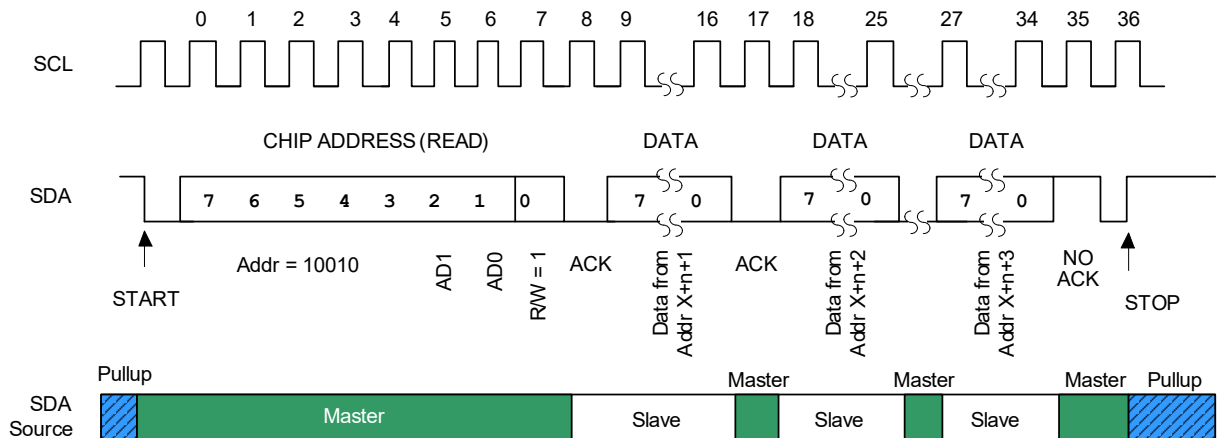 0 1 2 3 4 5 6 7 8 9 16 17 18 25 27 34 35 36
SCL
CHIP ADDRESS (READ) DATA DATA DATA
SDA
7 6 5 4 3 2 1 0 7 0 7 0 7 0
START
Addr = 10010
AD1
AD0
R/W = 1
ACK
Data from
Addr X+n+1
ACK
Data from
Addr X+n+2
Data from
Addr X+n+3
NO
ACK
STOP
Pullup Master Master Master Pullup
SDA
Source
Master Slave Slave Slave